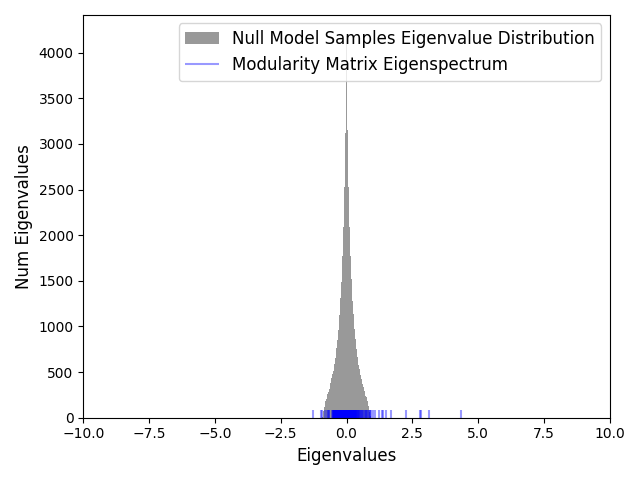 Null Model Samples Eigenvalue Distribution
Modularity Matrix Eigenspectrum
4000
3500
3000
2500
2000
1500
1000
500
0
Num Eigenvalues
−10.0 −7.5 −5.0 −2.5 0.0 2.5 5.0 7.5 10.0
Eigenvalues